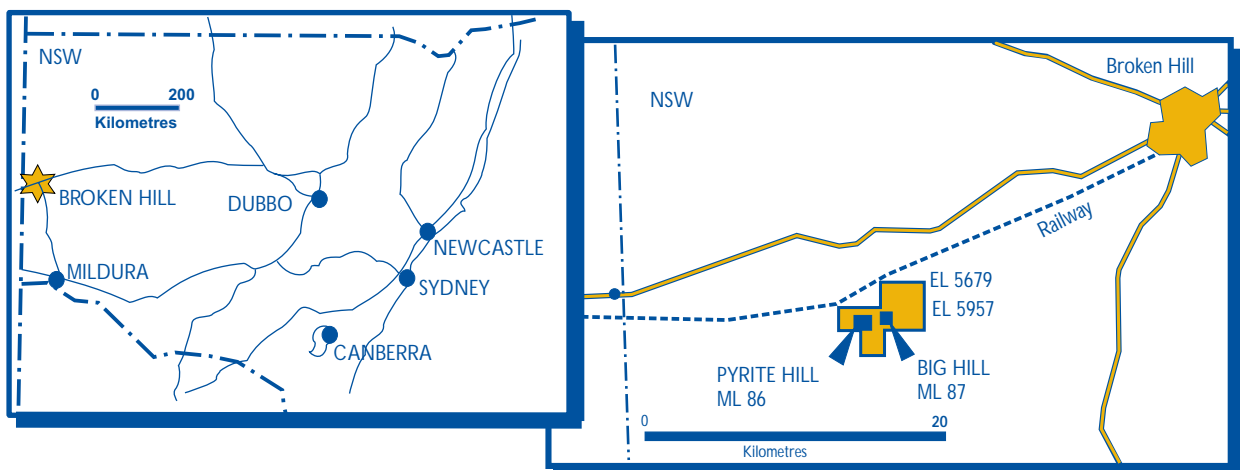 NSW
0 200
Kilometres
BROKEN HILL
DUBBO
NEWCASTLE
MILDURA
SYDNEY
CANBERRA
Broken Hill
NSW
Railway
EL 5679
EL 5957
PYRITE HILL
ML 86
BIG HILL
ML 87
0 20
Kilometres